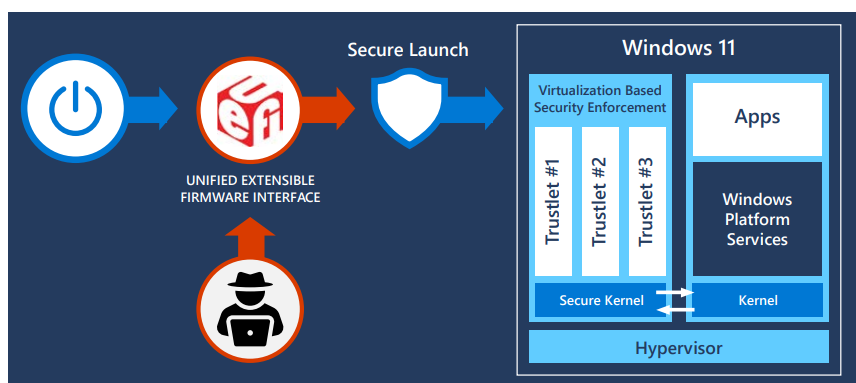 Secure Launch
UEFI
UNIFIED EXTENSIBLE
FIRMWARE INTERFACE
Windows 11
Virtualization Based
Security Enforcement
Trustlet #1
Trustlet #2
Trustlet #3
Secure Kernel
Apps
Windows
Platform
Services
Kernel
Hypervisor